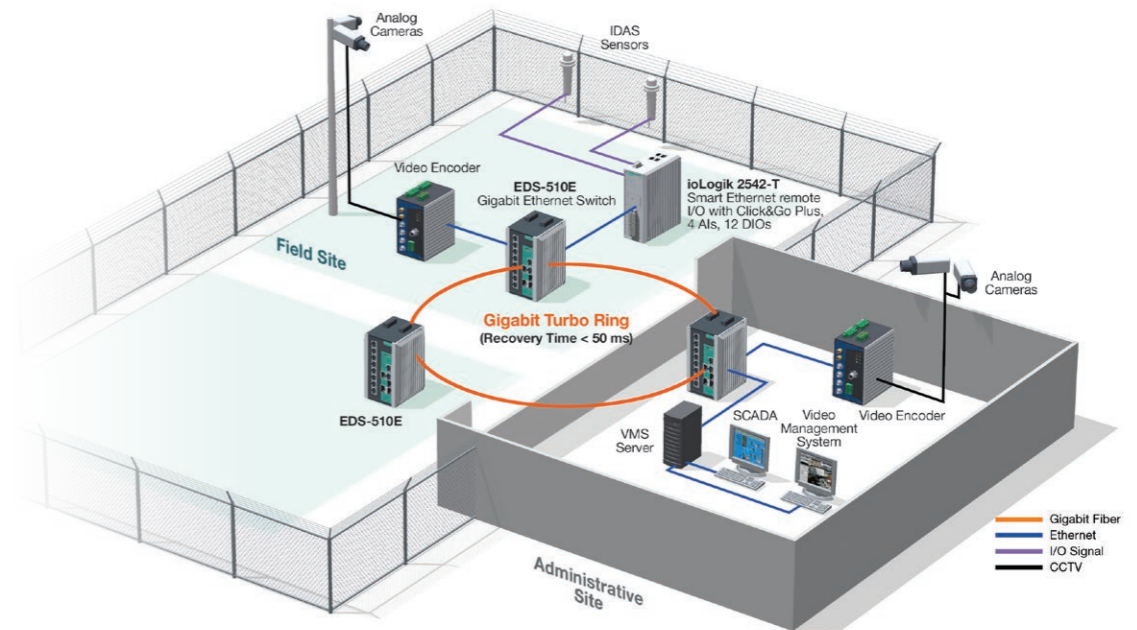 Analog
Cameras
IDAS
Sensors
Video Encoder
EDS-510E
Gigabit Ethernet Switch
ioLogik 2542-T
Smart Ethernet remote
I/O with Click&Go Plus,
4 AIs, 12 DIOs
Field Site
Analog
Cameras
Gigabit Turbo Ring
(Recovery Time < 50 ms)
EDS-510E
Video Encoder
VMS
Server
SCADA
Video
Management
System
Administrative
Site
Gigabit Fiber
Ethernet
I/O Signal
CCTV